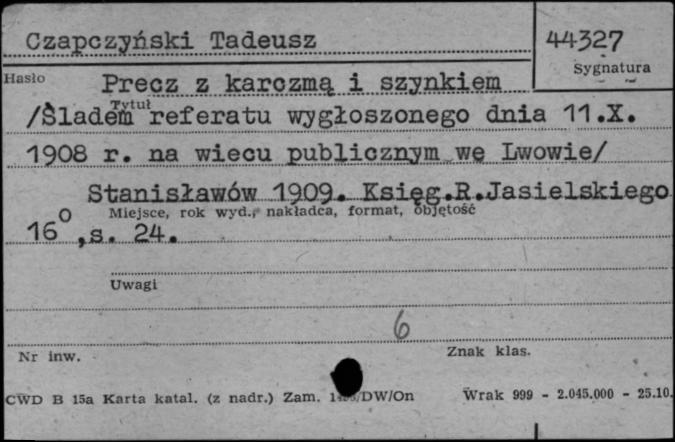 Czapczyński Tadeusz
44327
Hasło
Sygnatura
Precz z karczmą i szynkiem
Tytuł
/Śladem referatu wygłoszonego dnia 11.X.
1908 r. na wiecu publicznym we Lwowie/
Stanisławów 1909. Księg.R.Jasielskiego
Miejsce, rok wyd., nakładca, format, objętość
16⁰,s. 24.
Uwagi
6
Nr inw.
Znak klas.
CWD B 15a Karta katal. (z nadr.) Zam. /DW/On
Wrak 999 - 2.045.000 - 25.10.